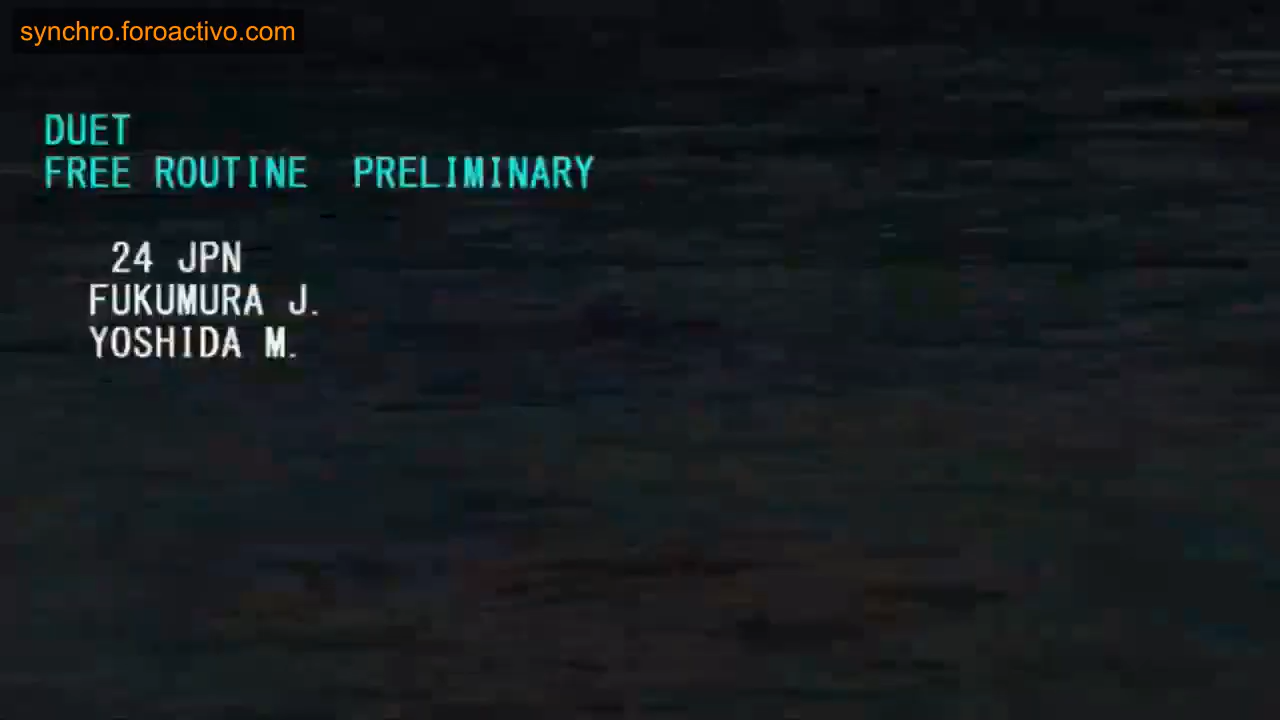 synchro.foroactivo.com
DUET
FREE ROUTINE PRELIMINARY
24 JPN
FUKUMURA J.
YOSHIDA M.